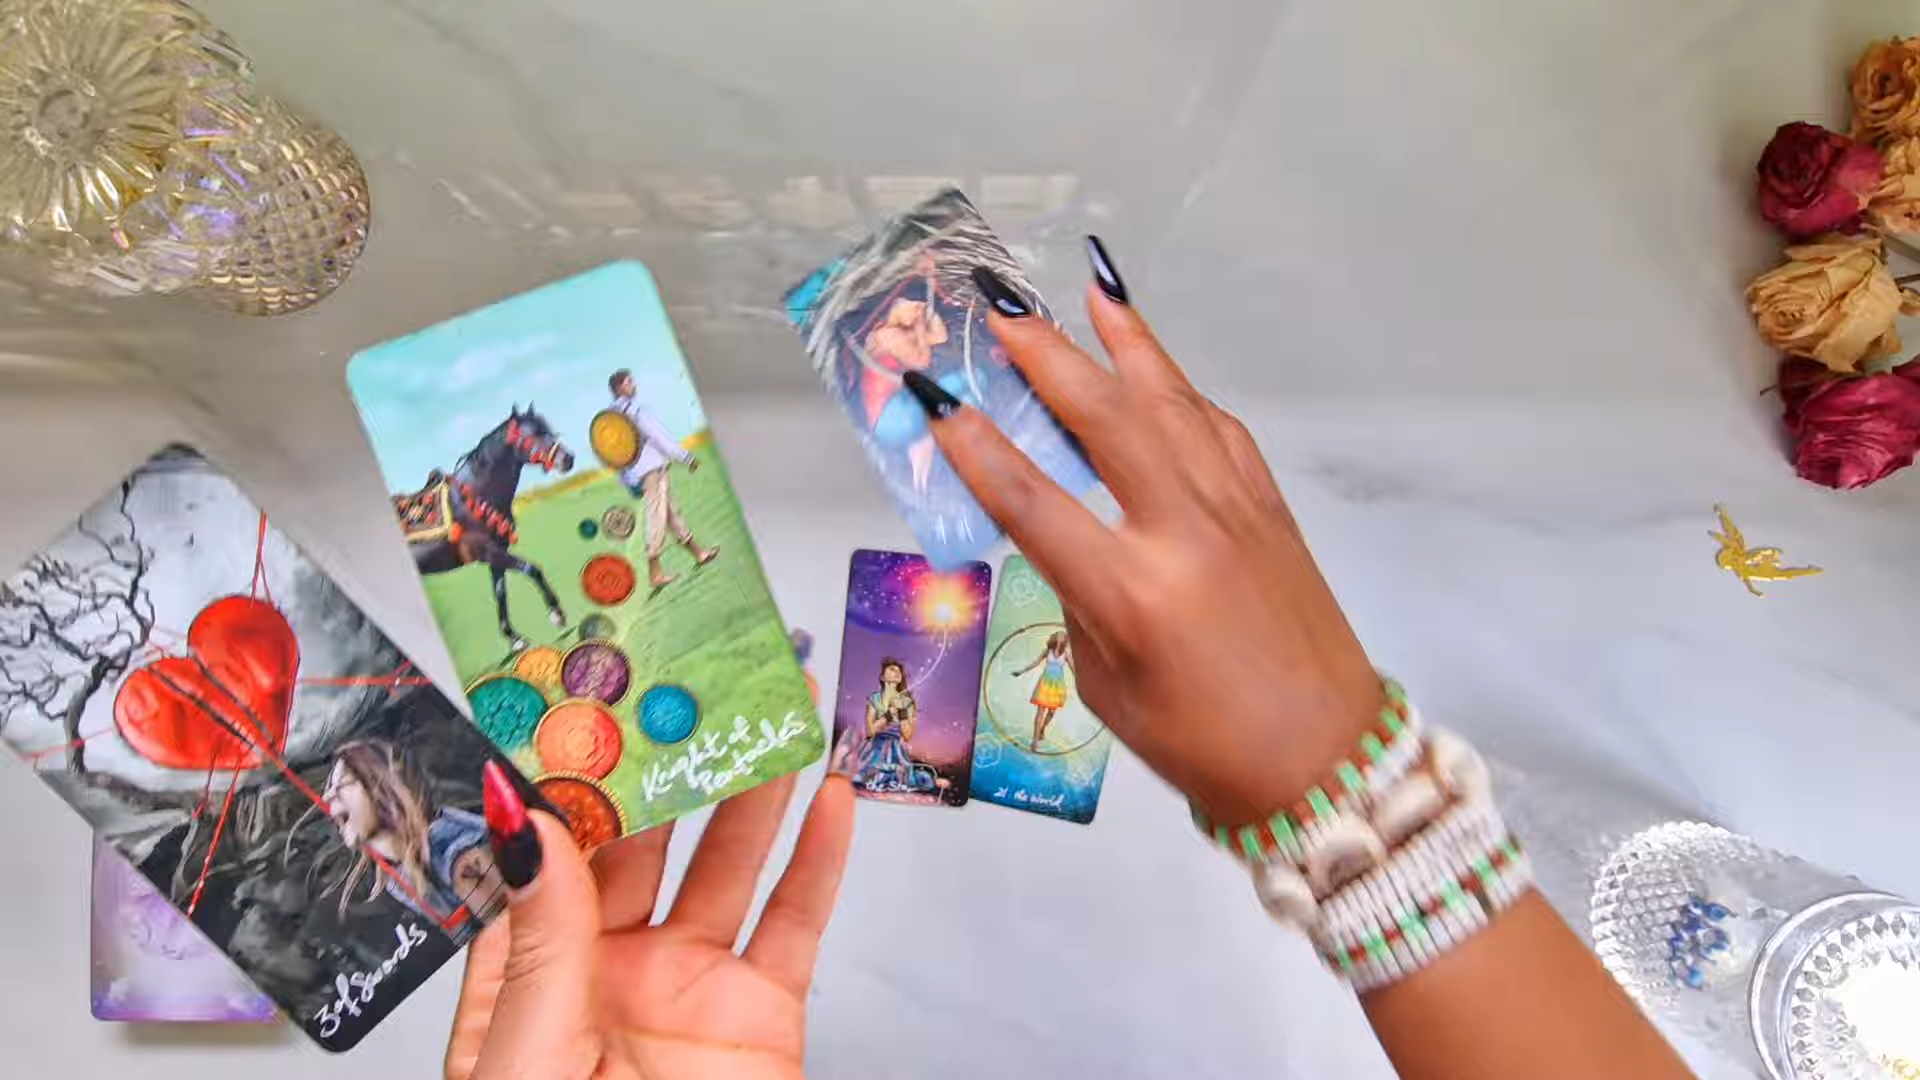 Knight of
Pentacles
the Star
21 the World
3 of Swords